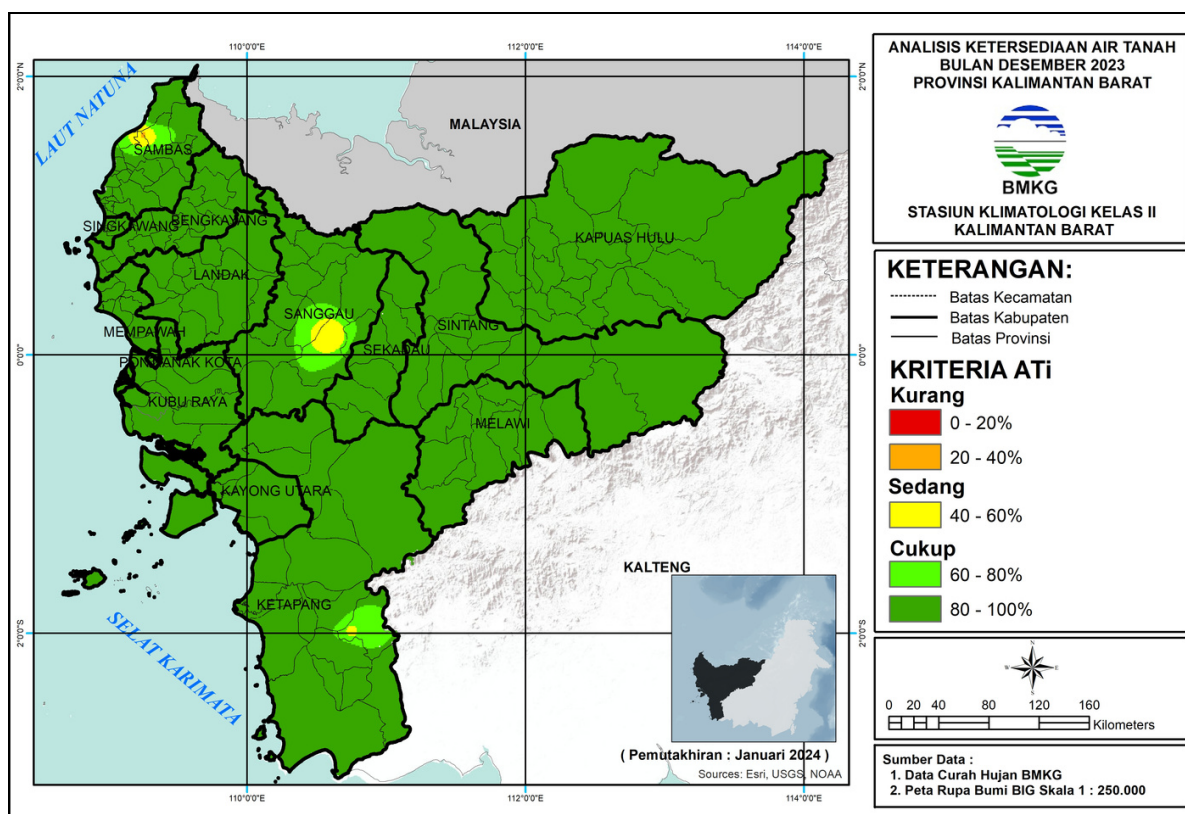 110°0'0"E
112°0'0"E
114°0'0"E
2°0'0"N
2°0'0"N
LAUT NATUNA
MALAYSIA
SAMBAS
SINGKAWANG
BENGKAYANG
KAPUAS HULU
LANDAK
SANGGAU
SINTANG
MEMPAWAH
SEKADAU
0°0'0"
0°0'0"
PONTIANAK KOTA
KUBU RAYA
MELAWI
KAYONG UTARA
KALTENG
KETAPANG
2°0'0"S
2°0'0"S
SELAT KARIMATA
( Pemutakhiran : Januari 2024 )
Sources: Esri, USGS, NOAA
110°0'0"E
112°0'0"E
114°0'0"E
ANALISIS KETERSEDIAAN AIR TANAH
BULAN DESEMBER 2023
PROVINSI KALIMANTAN BARAT
BMKG
STASIUN KLIMATOLOGI KELAS II
KALIMANTAN BARAT
KETERANGAN:
Batas Kecamatan
Batas Kabupaten
Batas Provinsi
KRITERIA ATi
Kurang
0 - 20%
20 - 40%
Sedang
40 - 60%
Cukup
60 - 80%
80 - 100%
N
W E
S
0 20 40 80 120 160
Kilometers
Sumber Data :
1. Data Curah Hujan BMKG
2. Peta Rupa Bumi BIG Skala 1 : 250.000